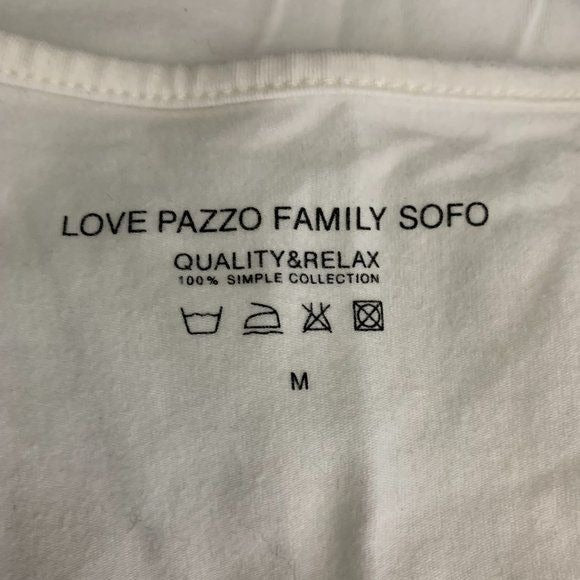 LOVE PAZZO FAMILY SOFO
QUALITY&RELAX
100% SIMPLE COLLECTION
M